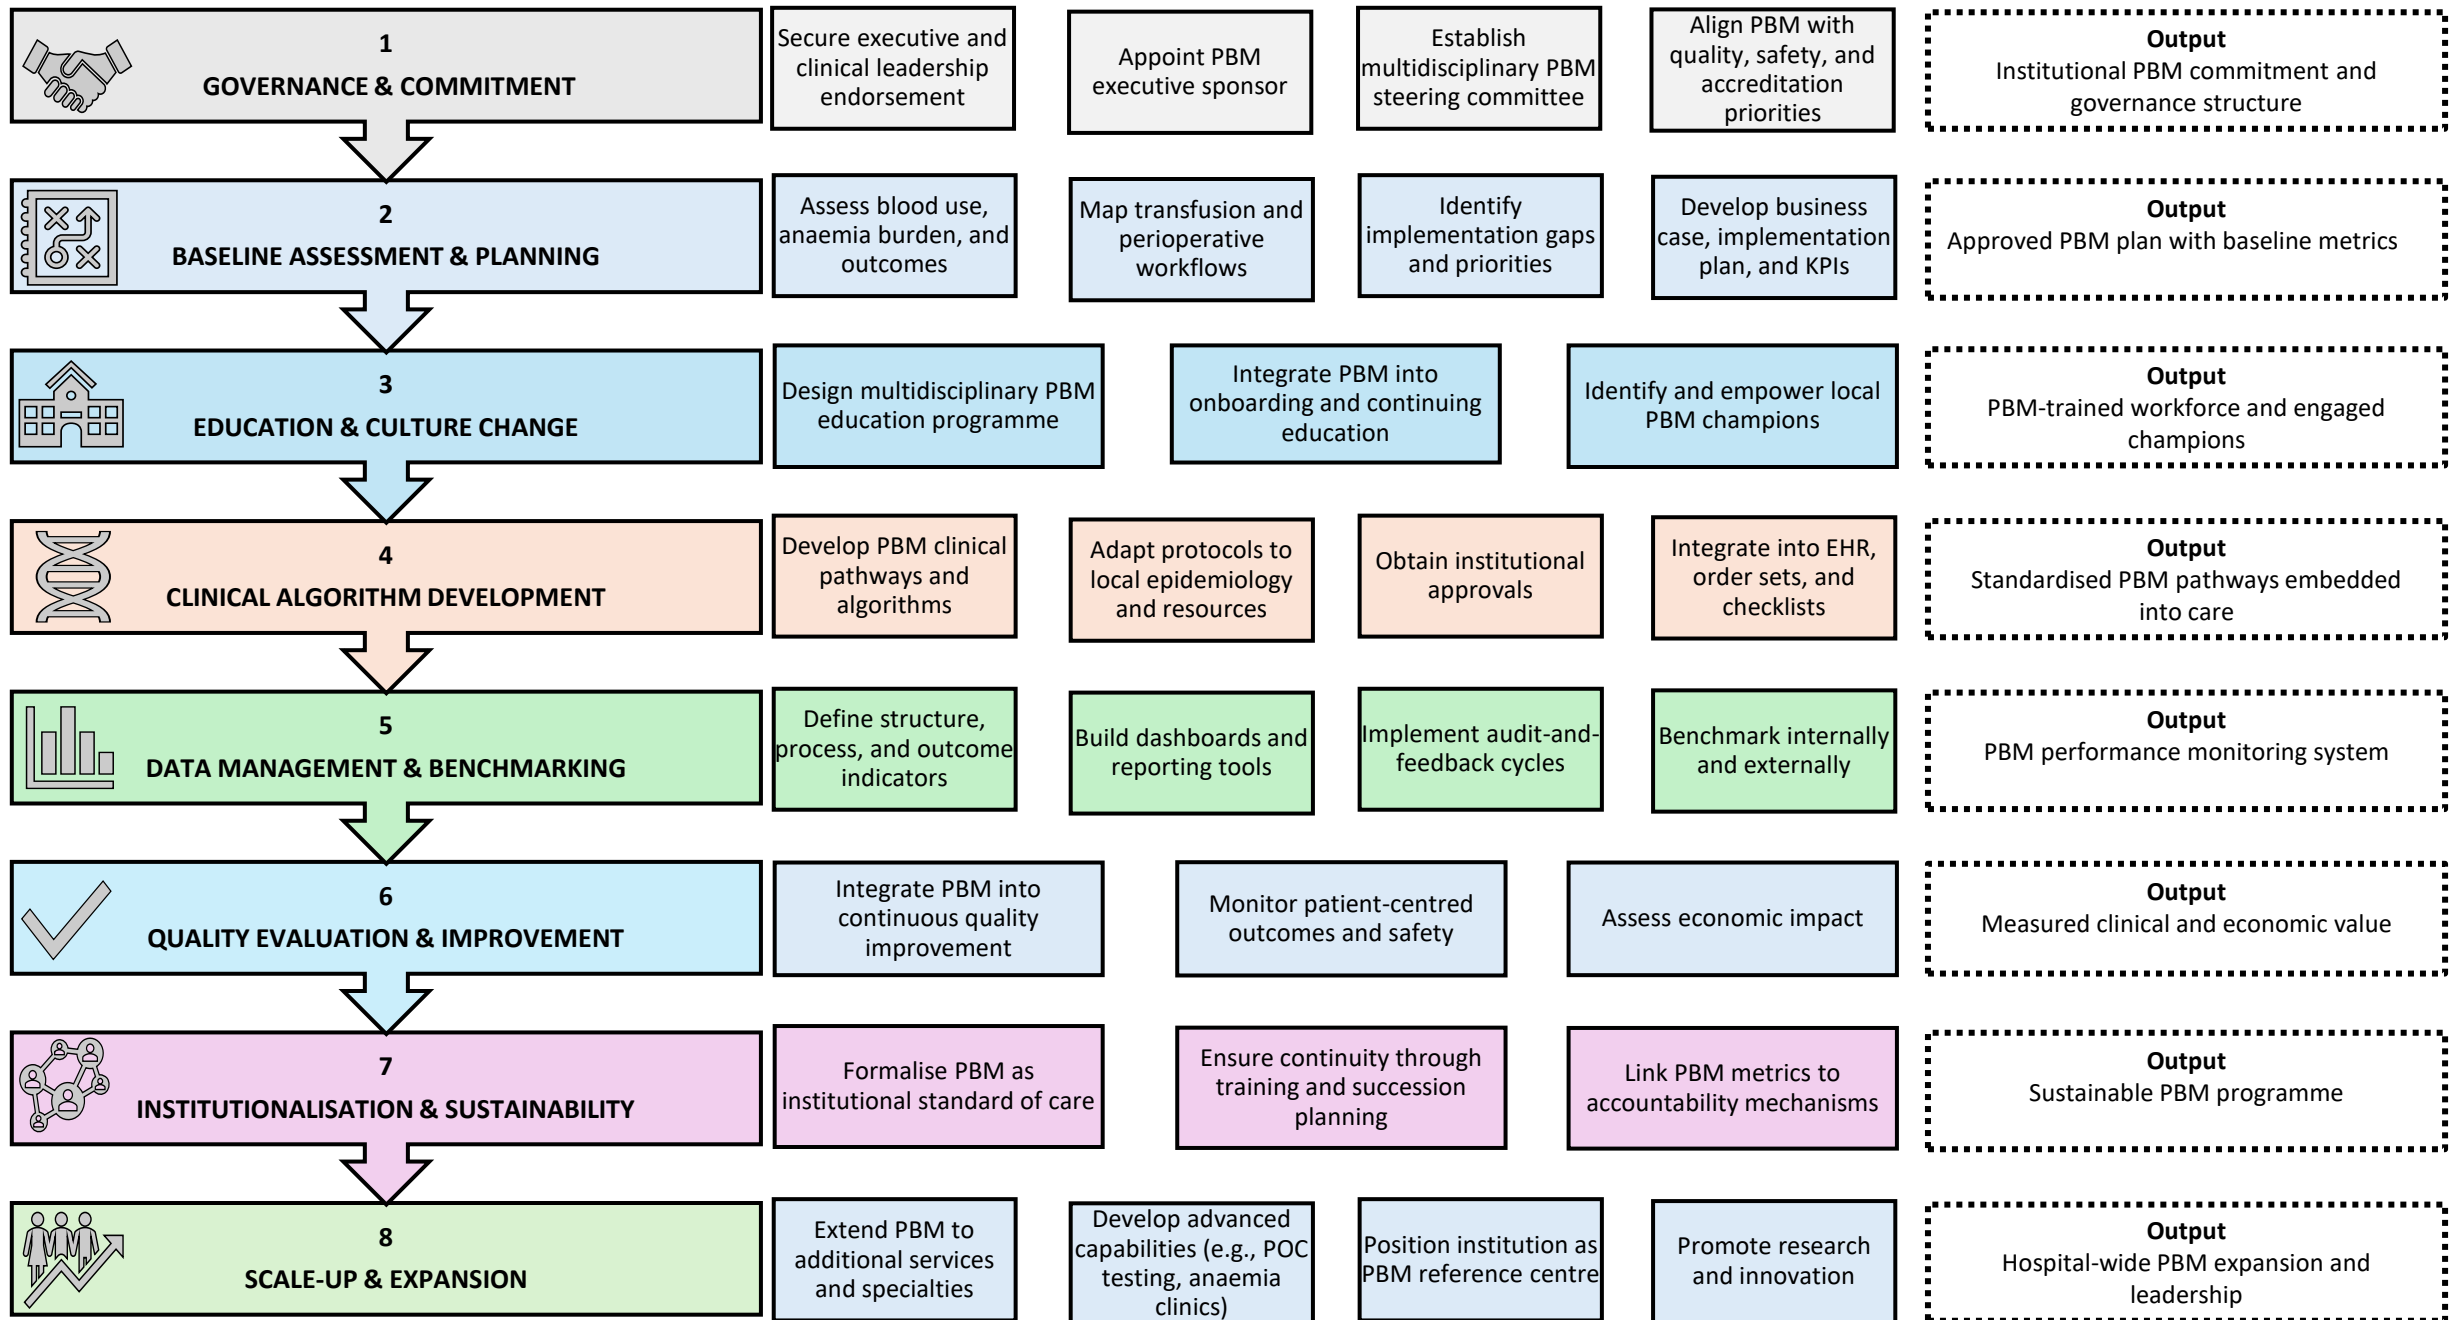 1
GOVERNANCE & COMMITMENT
Secure executive and
clinical leadership
endorsement
Appoint PBM
executive sponsor
Establish
multidisciplinary PBM
steering committee
Align PBM with
quality, safety, and
accreditation
priorities
Output
Institutional PBM commitment and
governance structure
2
BASELINE ASSESSMENT & PLANNING
Assess blood use,
anaemia burden, and
outcomes
Map transfusion and
perioperative
workflows
Identify
implementation gaps
and priorities
Develop business
case, implementation
plan, and KPIs
Output
Approved PBM plan with baseline metrics
3
EDUCATION & CULTURE CHANGE
Design multidisciplinary PBM
education programme
Integrate PBM into
onboarding and continuing
education
Identify and empower local
PBM champions
Output
PBM-trained workforce and engaged
champions
4
CLINICAL ALGORITHM DEVELOPMENT
Develop PBM clinical
pathways and
algorithms
Adapt protocols to
local epidemiology
and resources
Obtain institutional
approvals
Integrate into EHR,
order sets, and
checklists
Output
Standardised PBM pathways embedded
into care
5
DATA MANAGEMENT & BENCHMARKING
Define structure,
process, and outcome
indicators
Build dashboards and
reporting tools
Implement audit-and-
feedback cycles
Benchmark internally
and externally
Output
PBM performance monitoring system
6
QUALITY EVALUATION & IMPROVEMENT
Integrate PBM into
continuous quality
improvement
Monitor patient-centred
outcomes and safety
Assess economic impact
Output
Measured clinical and economic value
7
INSTITUTIONALISATION & SUSTAINABILITY
Formalise PBM as
institutional standard of care
Ensure continuity through
training and succession
planning
Link PBM metrics to
accountability mechanisms
Output
Sustainable PBM programme
8
SCALE-UP & EXPANSION
Extend PBM to
additional services
and specialties
Develop advanced
capabilities (e.g., POC
testing, anaemia
clinics)
Position institution as
PBM reference centre
Promote research
and innovation
Output
Hospital-wide PBM expansion and
leadership